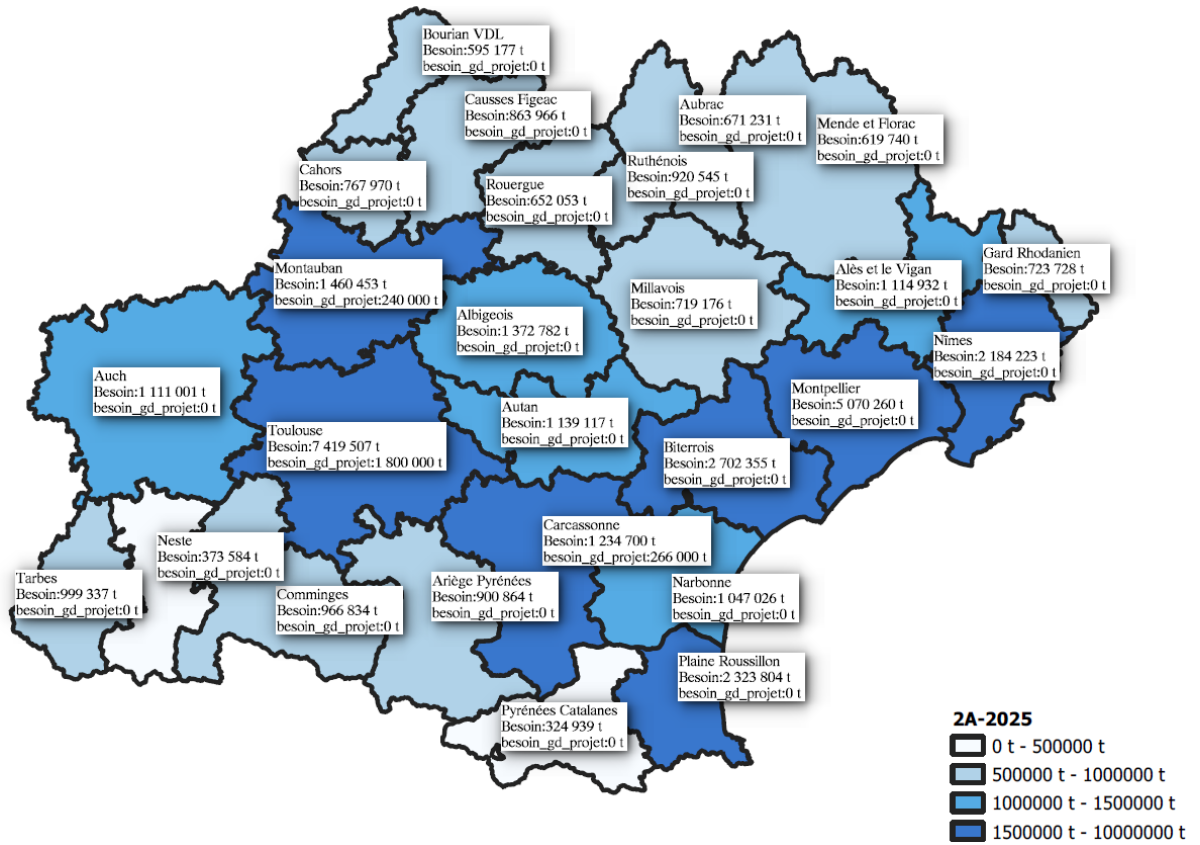 Bourian VDL
Besoin:595 177 t
besoin_gd_projet:0 t
Causses Figeac
Besoin:863 966 t
besoin_gd_projet:0 t
Aubrac
Besoin:671 231 t
besoin_gd_projet:0 t
Mende et Florac
Besoin:619 740 t
besoin_gd_projet:0 t
Cahors
Besoin:767 970 t
besoin_gd_projet:0 t
Rouergue
Besoin:652 053 t
besoin_gd_projet:0 t
Ruthénois
Besoin:920 545 t
besoin_gd_projet:0 t
Montauban
Besoin:1 460 453 t
besoin_gd_projet:240 000 t
Millavois
Besoin:719 176 t
besoin_gd_projet:0 t
Alès et le Vigan
Besoin:1 114 932 t
besoin_gd_projet:0 t
Gard Rhodanien
Besoin:723 728 t
besoin_gd_projet:0 t
Albigeois
Besoin:1 372 782 t
besoin_gd_projet:0 t
Nîmes
Besoin:2 184 223 t
besoin_gd_projet:0 t
Auch
Besoin:1 111 001 t
besoin_gd_projet:0 t
Autan
Besoin:1 139 117 t
besoin_gd_projet:0 t
Montpellier
Besoin:5 070 260 t
besoin_gd_projet:0 t
Toulouse
Besoin:7 419 507 t
besoin_gd_projet:1 800 000 t
Biterrois
Besoin:2 702 355 t
besoin_gd_projet:0 t
Neste
Besoin:373 584 t
besoin_gd_projet:0 t
Carcassonne
Besoin:1 234 700 t
besoin_gd_projet:266 000 t
Tarbes
Besoin:999 337 t
besoin_gd_projet:0 t
Comminges
Besoin:966 834 t
besoin_gd_projet:0 t
Ariège Pyrénées
Besoin:900 864 t
besoin_gd_projet:0 t
Narbonne
Besoin:1 047 026 t
besoin_gd_projet:0 t
Plaine Roussillon
Besoin:2 323 804 t
besoin_gd_projet:0 t
Pyrénées Catalanes
Besoin:324 939 t
besoin_gd_projet:0 t
2A-2025
0 t - 500000 t
500000 t - 1000000 t
1000000 t - 1500000 t
1500000 t - 10000000 t